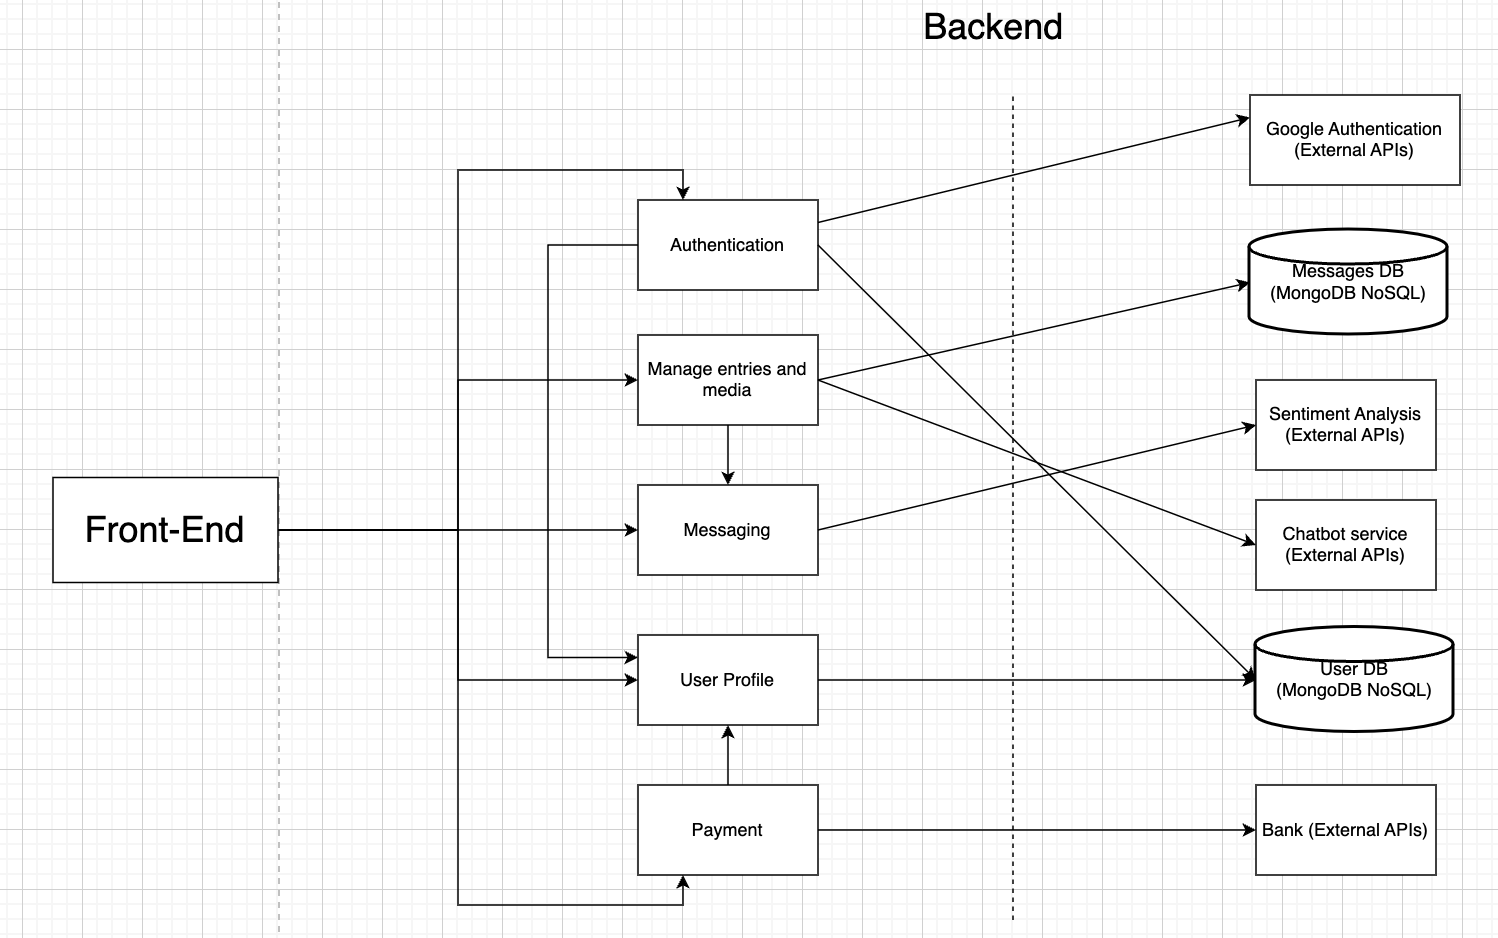 Backend
Google Authentication
(External APIs)
Authentication
Messages DB
(MongoDB NoSQL)
Manage entries and
media
Sentiment Analysis
(External APIs)
Front-End
Messaging
Chatbot service
(External APIs)
User Profile
User DB
(MongoDB NoSQL)
Payment
Bank (External APIs)